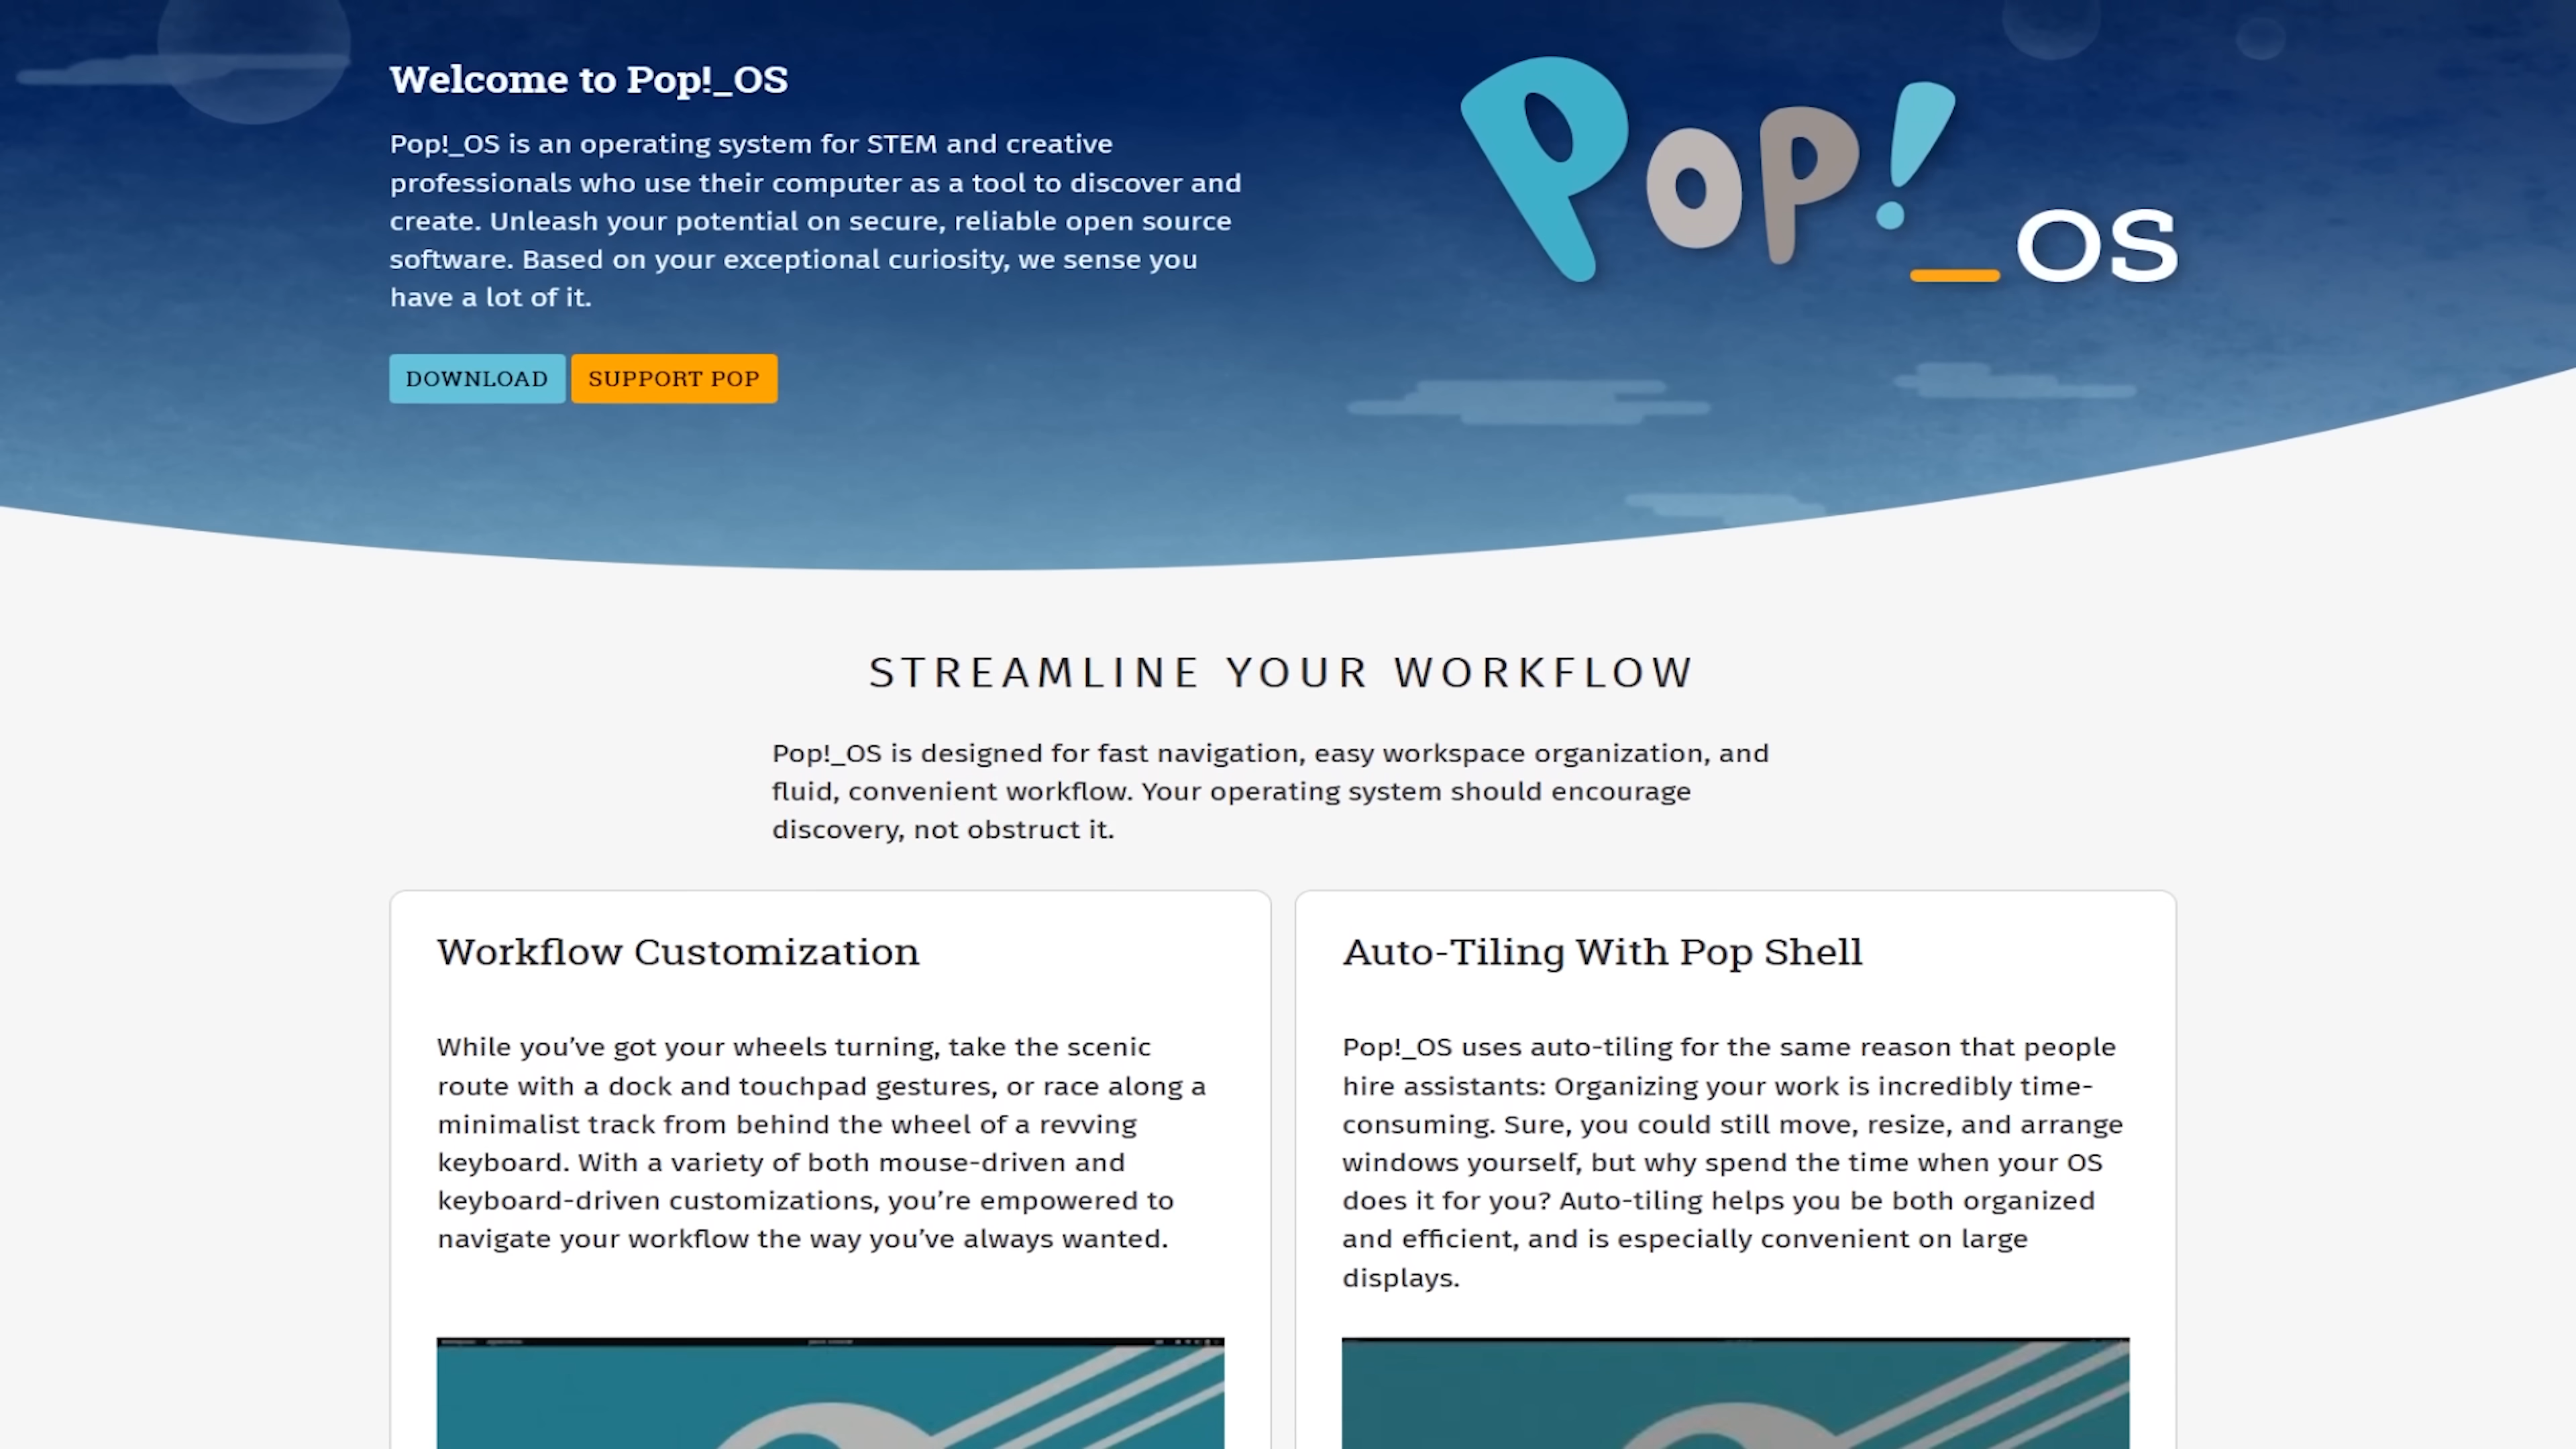 Welcome to Pop!_OS
Pop!_OS is an operating system for STEM and creative
professionals who use their computer as a tool to discover and
create. Unleash your potential on secure, reliable open source
software. Based on your exceptional curiosity, we sense you
have a lot of it.
DOWNLOAD SUPPORT POP
Pop!_OS
STREAMLINE YOUR WORKFLOW
Pop!_OS is designed for fast navigation, easy workspace organization, and
fluid, convenient workflow. Your operating system should encourage
discovery, not obstruct it.
Workflow Customization
While you’ve got your wheels turning, take the scenic
route with a dock and touchpad gestures, or race along a
minimalist track from behind the wheel of a revving
keyboard. With a variety of both mouse-driven and
keyboard-driven customizations, you’re empowered to
navigate your workflow the way you’ve always wanted.
Auto-Tiling With Pop Shell
Pop!_OS uses auto-tiling for the same reason that people
hire assistants: Organizing your work is incredibly time-
consuming. Sure, you could still move, resize, and arrange
windows yourself, but why spend the time when your OS
does it for you? Auto-tiling helps you be both organized
and efficient, and is especially convenient on large
displays.